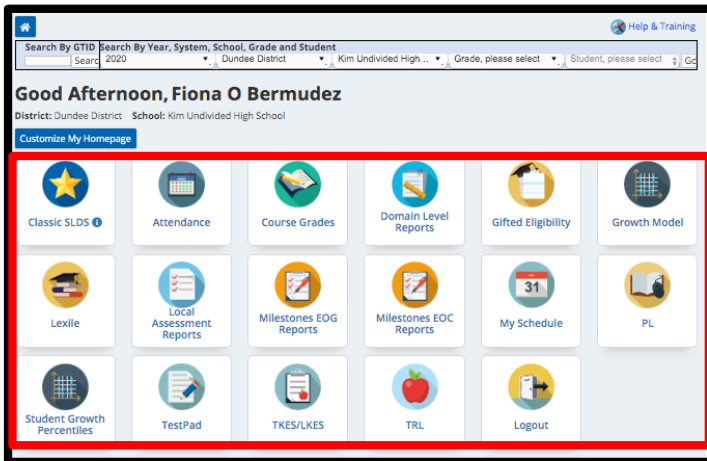 Help & Training
Search By GTID Search By Year, System, School, Grade and Student
Searc 2020 Dundee District Kim Undivided High .. Grade, please select Student, please select Go
Good Afternoon, Fiona O Bermudez
District: Dundee District School: Kim Undivided High School
Customize My Homepage
Classic SLDS
Attendance
Course Grades
Domain Level
Reports
Gifted Eligibility
Growth Model
Lexile
Local
Assessment
Reports
Milestones EOG
Reports
Milestones EOC
Reports
31
My Schedule
PL
Student Growth
Percentiles
TestPad
TKES/LKES
TRL
Logout